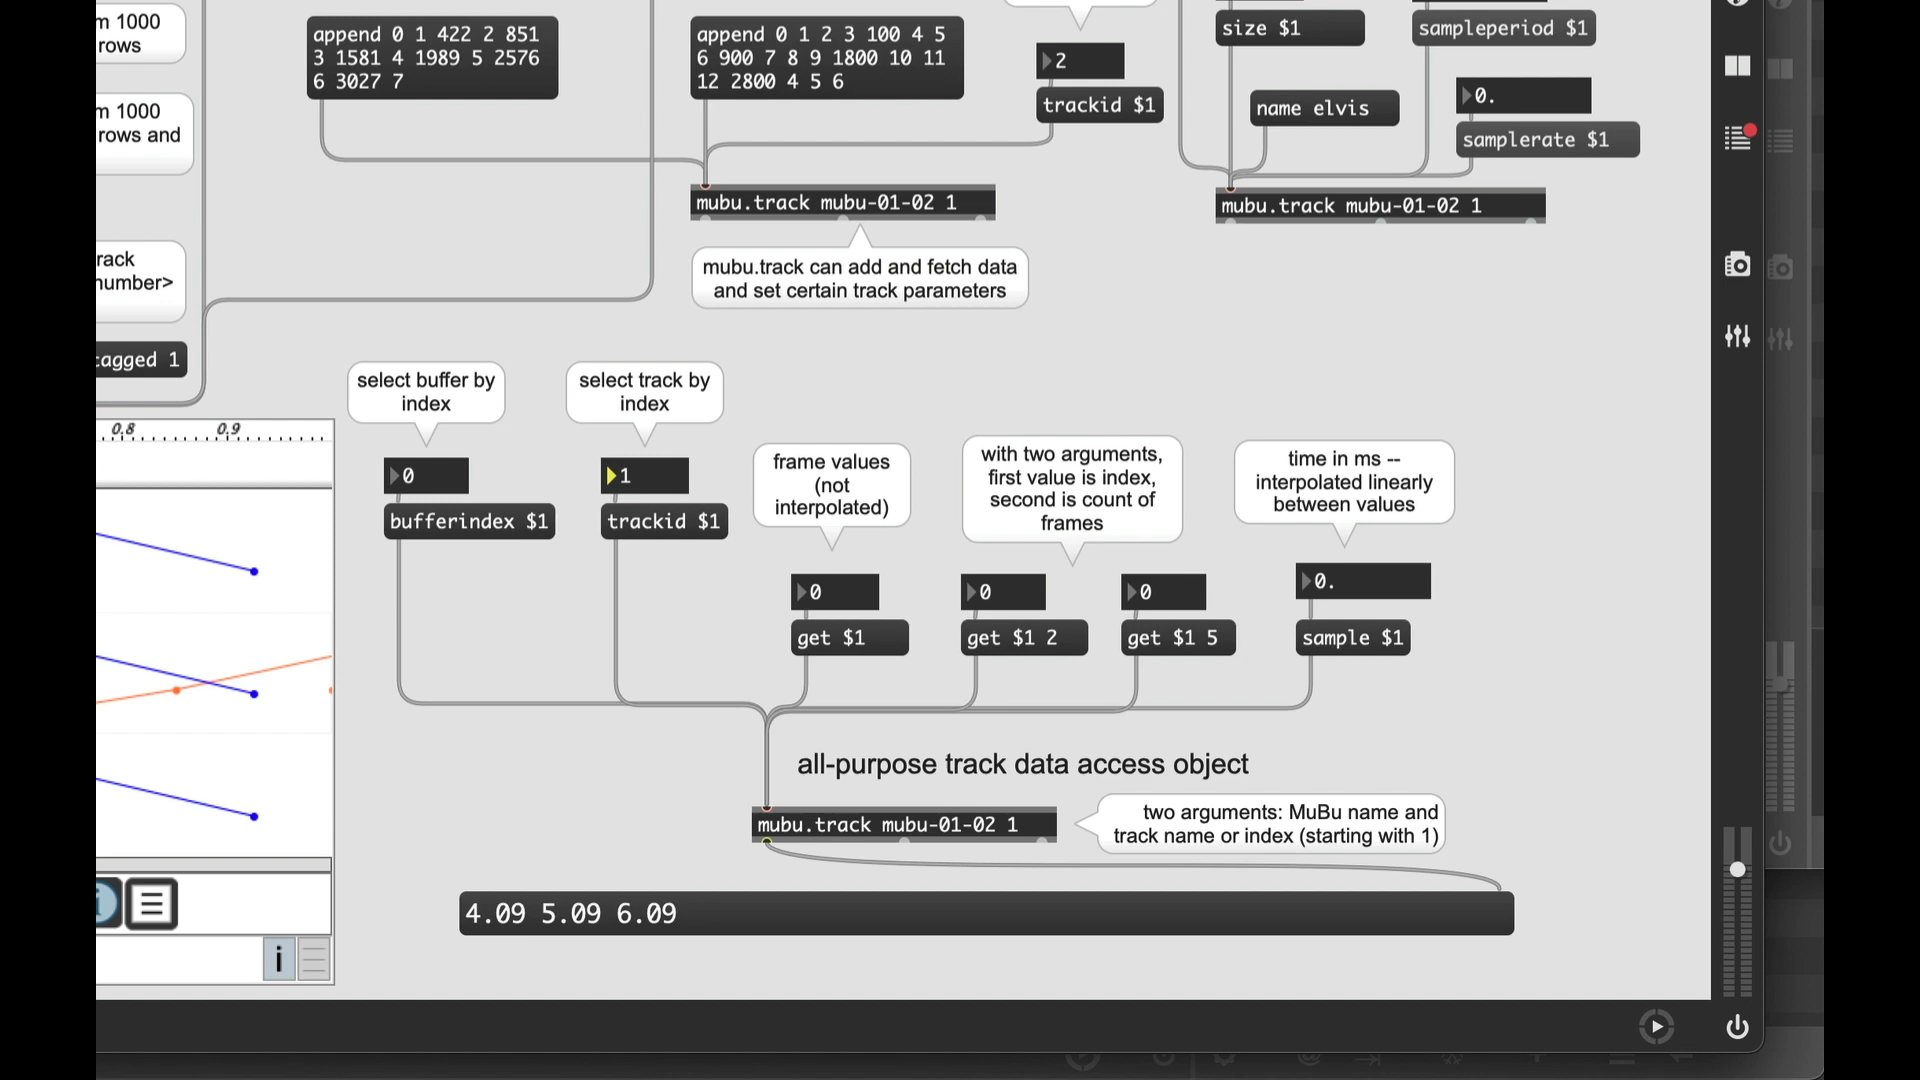 m 1000
rows
append 0 1 422 2 851
3 1581 4 1989 5 2576
6 3027 7
append 0 1 2 3 100 4 5
6 900 7 8 9 1800 10 11
12 2800 4 5 6
2
trackid $1
size $1
sampleperiod $1
name elvis
0.
samplerate $1
m 1000
rows and
mubu.track mubu-01-02 1
mubu.track mubu-01-02 1
mubu.track can add and fetch data
and set certain track parameters
rack
number>
tagged 1
select buffer by
index
select track by
index
0.8 0.9
0
bufferindex $1
1
trackid $1
frame values
(not
interpolated)
with two arguments,
first value is index,
second is count of
frames
time in ms --
interpolated linearly
between values
0
get $1
0
get $1 2
0
get $1 5
0.
sample $1
all-purpose track data access object
mubu.track mubu-01-02 1
two arguments: MuBu name and
track name or index (starting with 1)
4.09 5.09 6.09
i
i